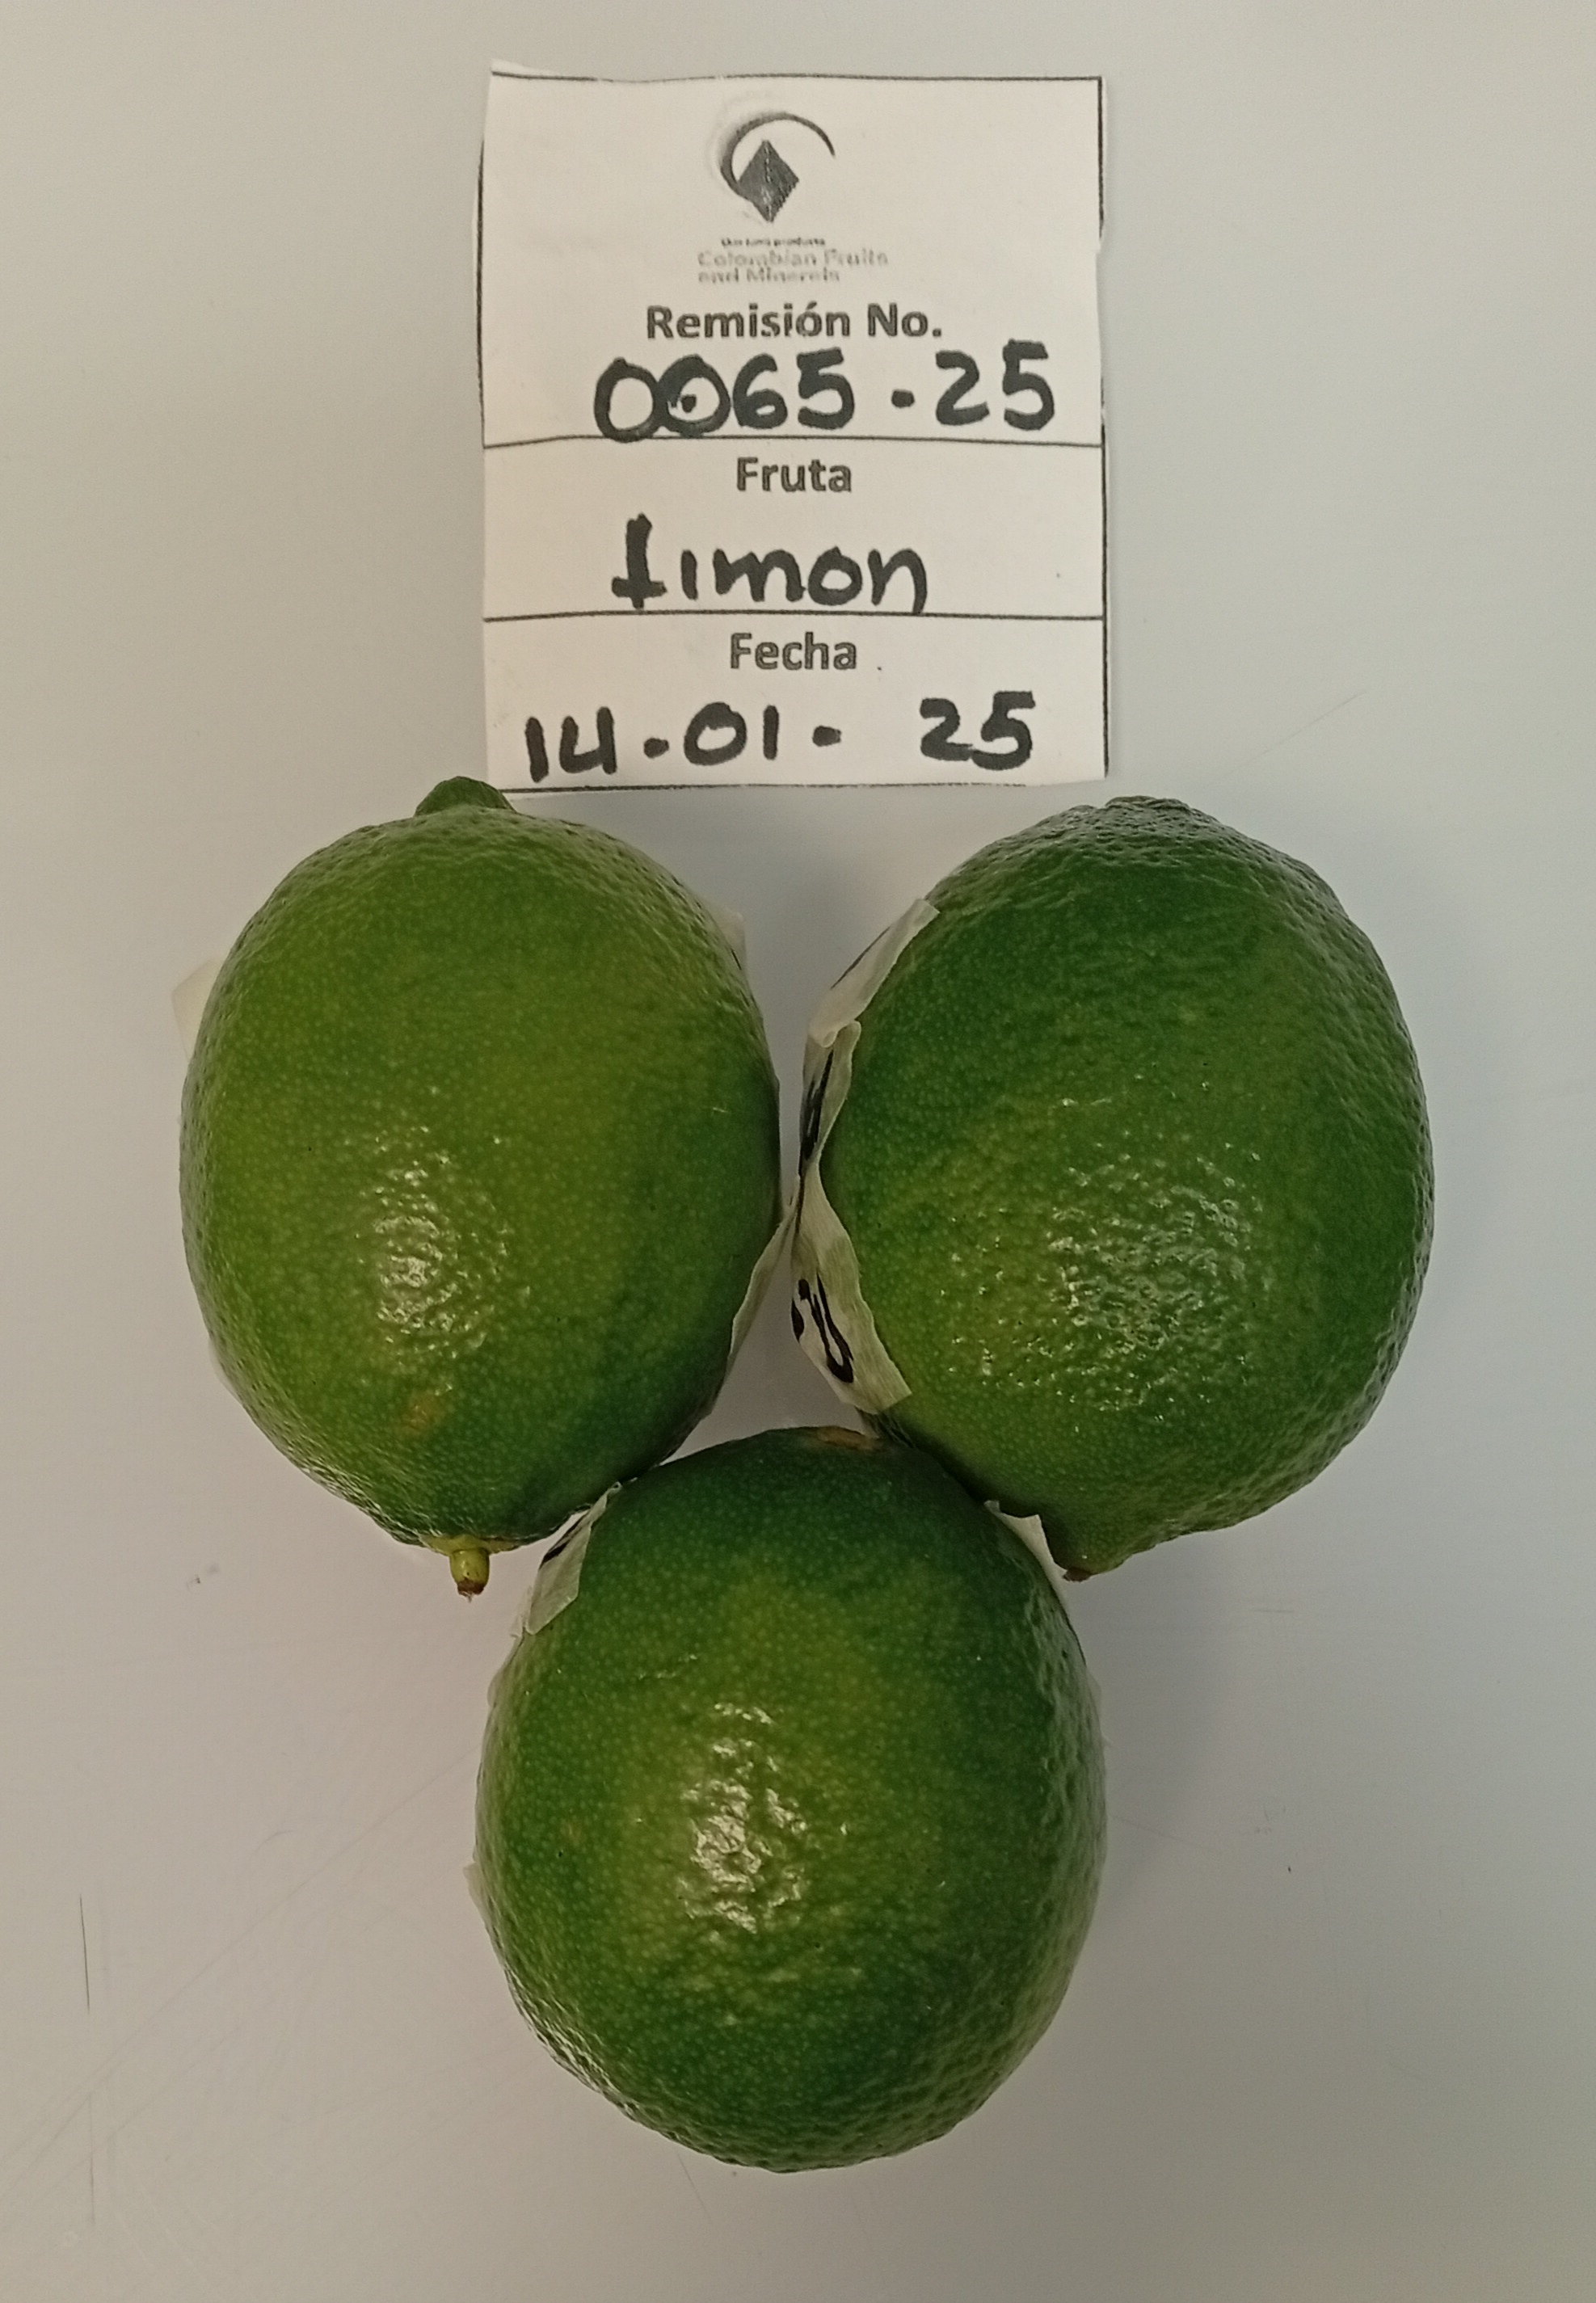 Colombian Fruits
and Minerals
Remisión No.
0065.25
Fruta
Limon
Fecha
14.01.25